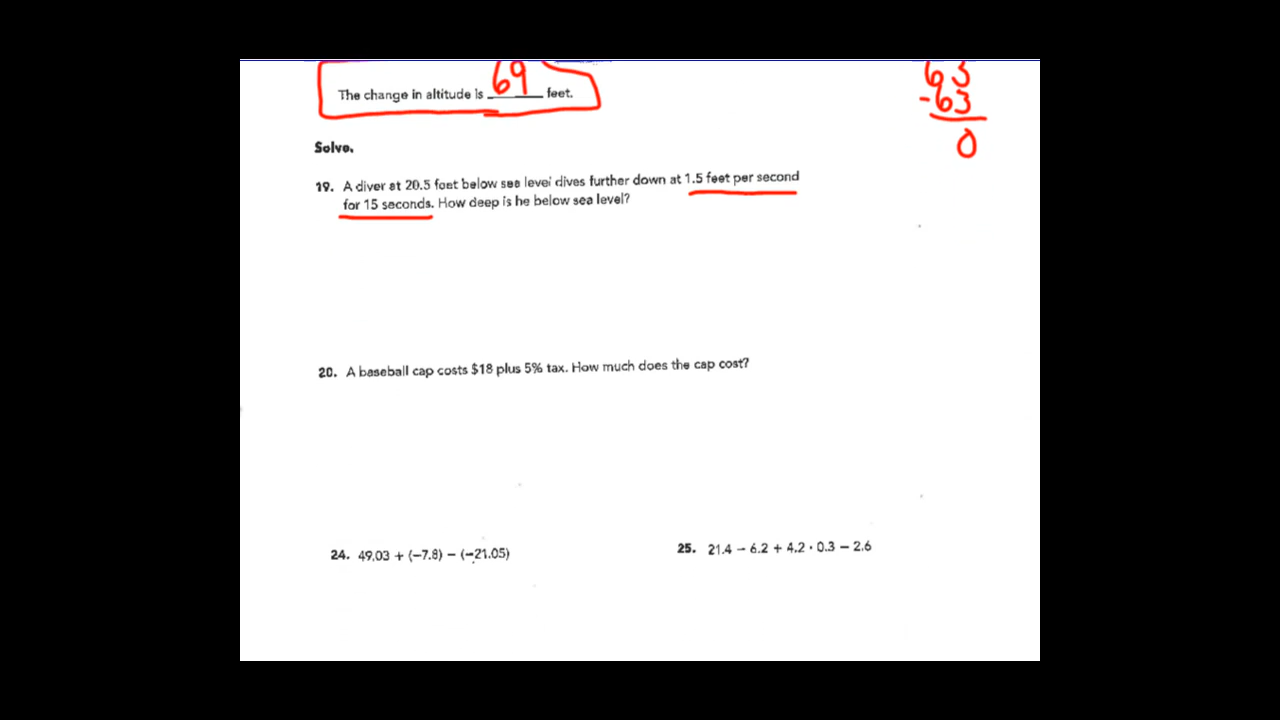 63
The change in altitude is 69 feet.
-63
0
Solve.
19. A diver at 20.5 feet below sea level dives further down at 1.5 feet per second
for 15 seconds. How deep is he below sea level?
20. A baseball cap costs $18 plus 5% tax. How much does the cap cost?
24. 49.03 + (−7.8) − (−21.05)
25. 21.4 − 6.2 + 4.2 · 0.3 − 2.6